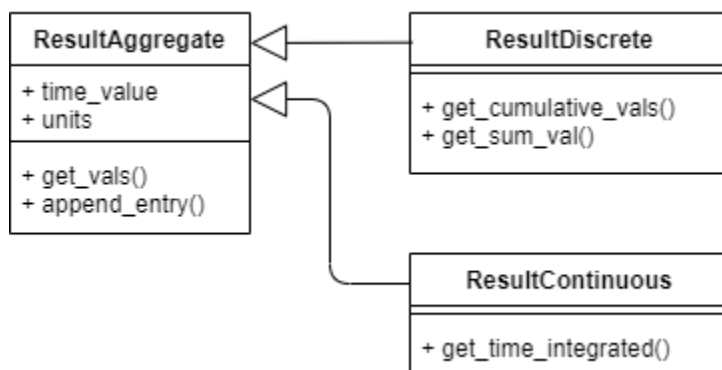 ResultAggregate
+ time_value
+ units
+ get_vals()
+ append_entry()
ResultDiscrete
+ get_cumulative_vals()
+ get_sum_val()
ResultContinuous
+ get_time_integrated()